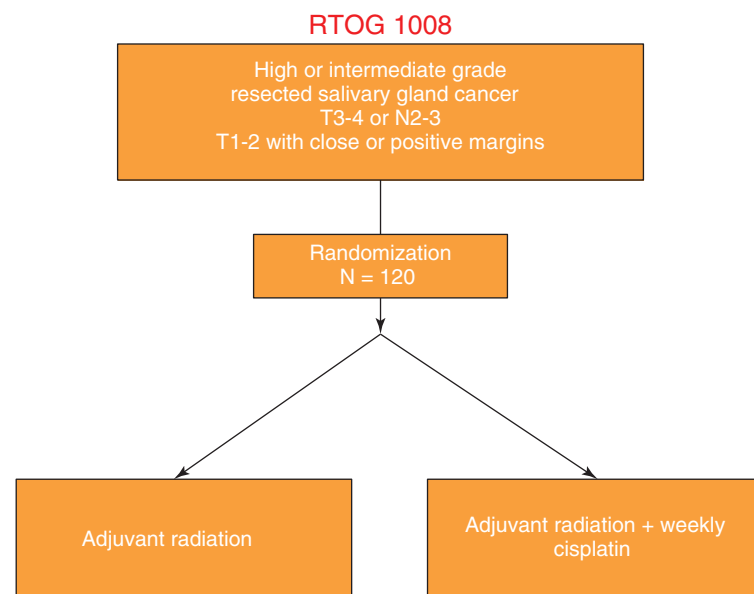 RTOG 1008
High or intermediate grade
resected salivary gland cancer
T3-4 or N2-3
T1-2 with close or positive margins
Randomization
N = 120
Adjuvant radiation
Adjuvant radiation + weekly
cisplatin